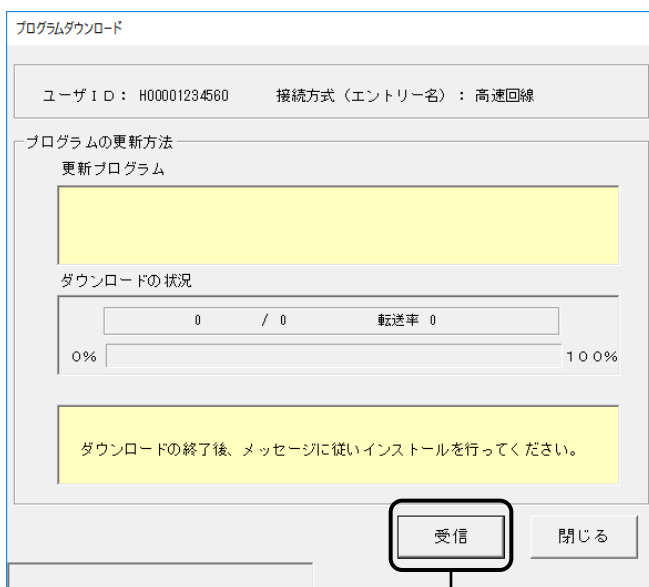 プログラムダウンロード
ユーザID： H00001234560 接続方式（エントリー名）： 高速回線
プログラムの更新方法
更新プログラム
ダウンロードの状況
0 / 0 転送率 0
0% 100%
ダウンロードの終了後、メッセージに従いインストールを行ってください。
受信 閉じる